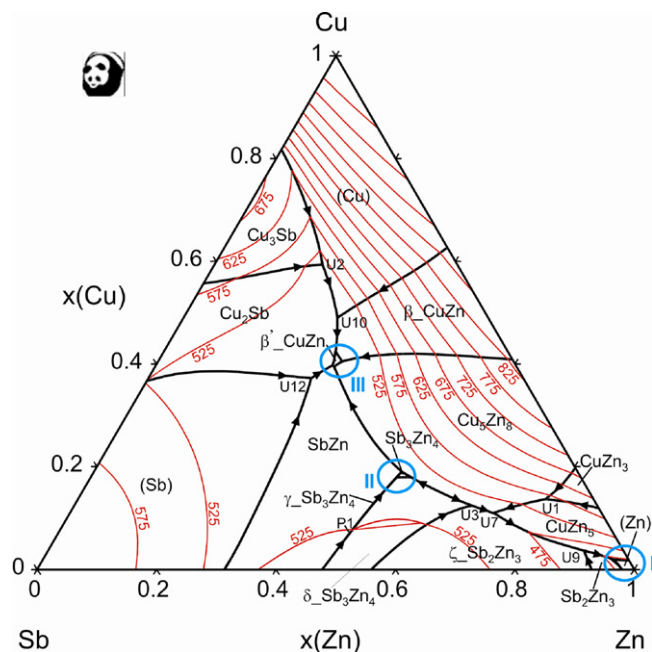 Cu
1
0.8
(Cu)
675
Cu₃Sb
625
0.6
575
U2
x(Cu)
Cu₂Sb
β_CuZn
525
U10
β'_CuZn
0.4
III
U12
525
575
625
675
725
775
825
SbZn
Sb₃Zn₄
Cu₅Zn₈
CuZn₃
0.2
II
(Sb)
γ_Sb₃Zn₄
U3
U7
U1
575
525
R1
525
525
CuZn₅
(Zn)
ζ_Sb₂Zn₃
475
U9
I
0
0
0.2
0.4
0.6
0.8
1
δ_Sb₃Zn₄
Sb₂Zn₃
Sb
x(Zn)
Zn